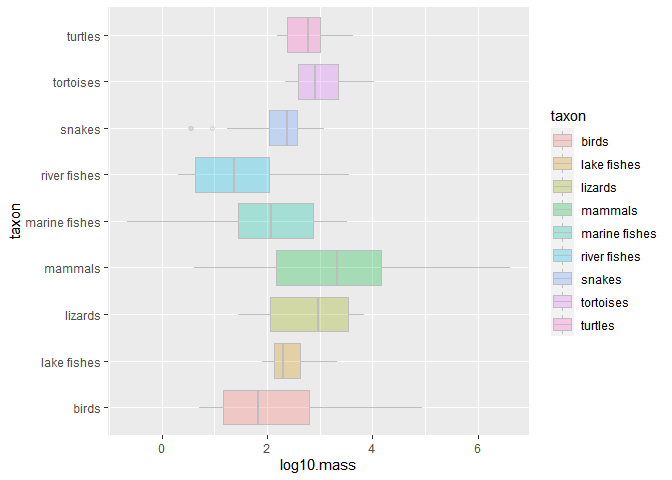 turtles
tortoises
snakes
river fishes
marine fishes
mammals
lizards
lake fishes
birds
taxon
0 2 4 6
log10.mass
taxon
birds
lake fishes
lizards
mammals
marine fishes
river fishes
snakes
tortoises
turtles